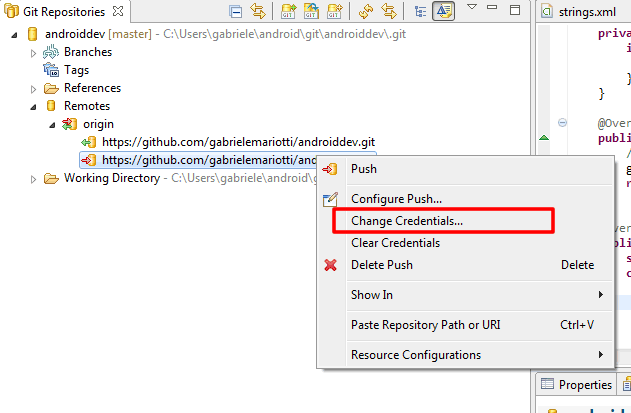 Git Repositories
androiddev [master] - C:\Users\gabriele\android\git\androiddev\.git
Branches
Tags
References
Remotes
origin
https://github.com/gabrielemariotti/androiddev.git
https://github.com/gabrielemariotti/and
Working Directory - C:\Users\gabriele\android\g
Push
Configure Push...
Change Credentials...
Clear Credentials
Delete Push Delete
Show In
Paste Repository Path or URI Ctrl+V
Resource Configurations
strings.xml
priva
i
}
}
@Over
publi
/
g
r
ver
s
c
Properties